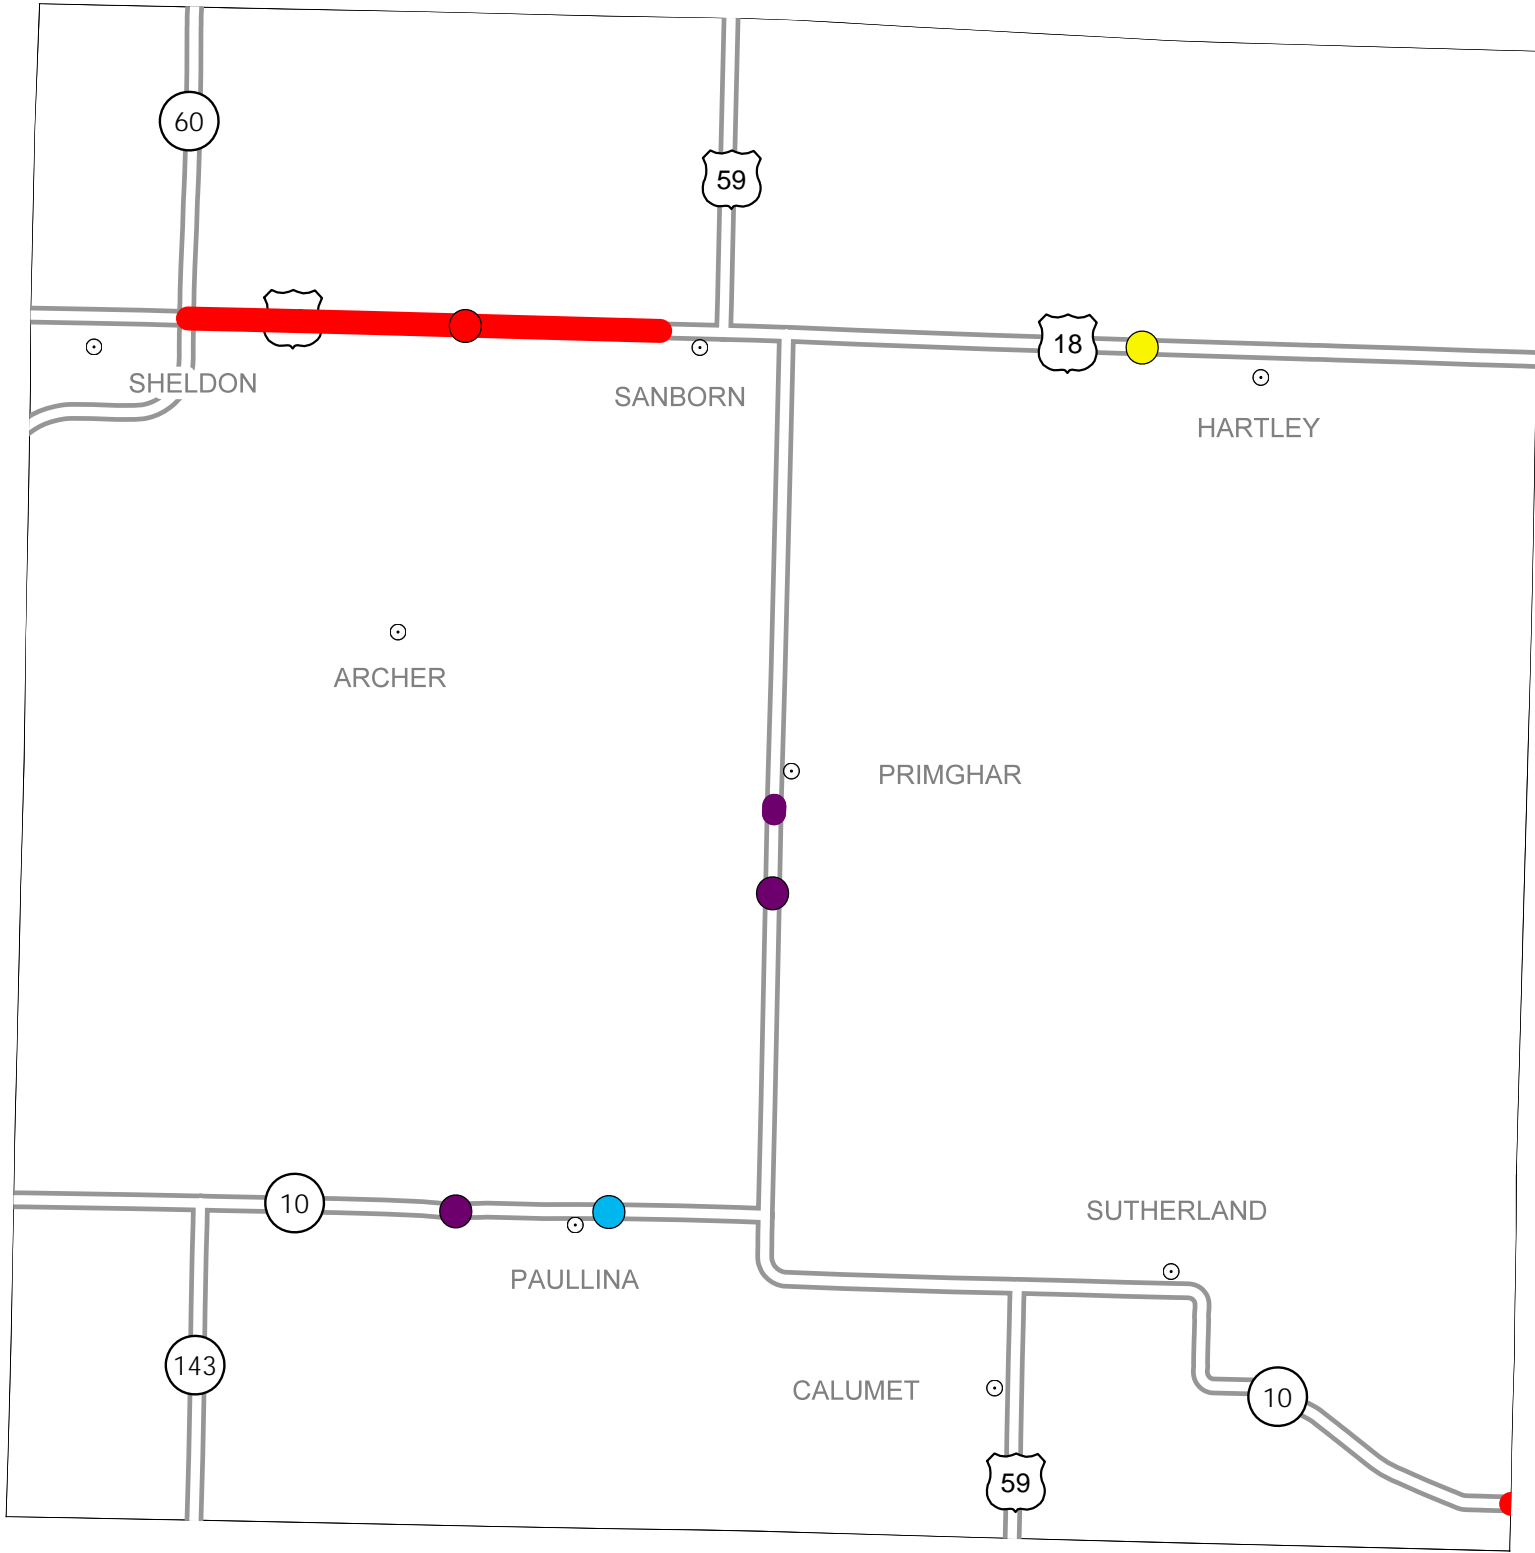 60
59
18
SHELDON
SANBORN
HARTLEY
ARCHER
PRIMGHAR
10
SUTHERLAND
PAULLINA
143
CALUMET
10
59